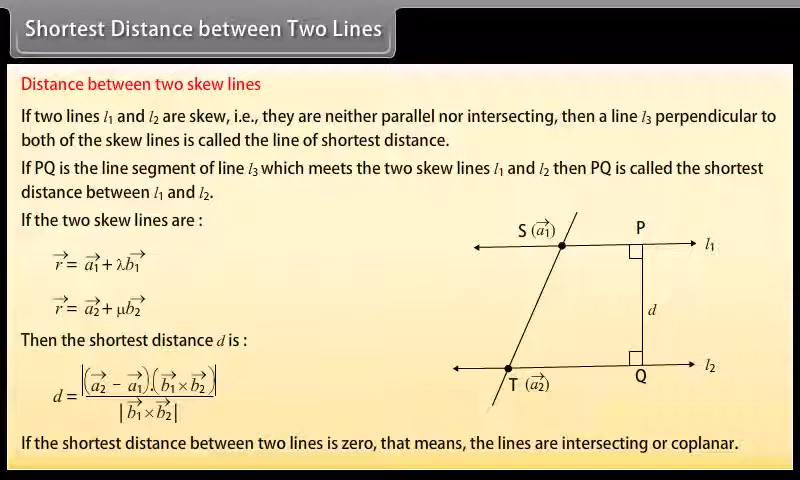 Shortest Distance between Two Lines
Distance between two skew lines
If two lines l₁ and l₂ are skew, i.e., they are neither parallel nor intersecting, then a line l₃ perpendicular to
both of the skew lines is called the line of shortest distance.
If PQ is the line segment of line l₃ which meets the two skew lines l₁ and l₂ then PQ is called the shortest
distance between l₁ and l₂.
If the two skew lines are :
r⃗ = a⃗₁ + λb⃗₁
r⃗ = a⃗₂ + μb⃗₂
Then the shortest distance d is :
d = |(a⃗₂ − a⃗₁).(b⃗₁ × b⃗₂)| / |b⃗₁ × b⃗₂|
S (a⃗₁)
P
l₁
d
T (a⃗₂)
Q
l₂
If the shortest distance between two lines is zero, that means, the lines are intersecting or coplanar.